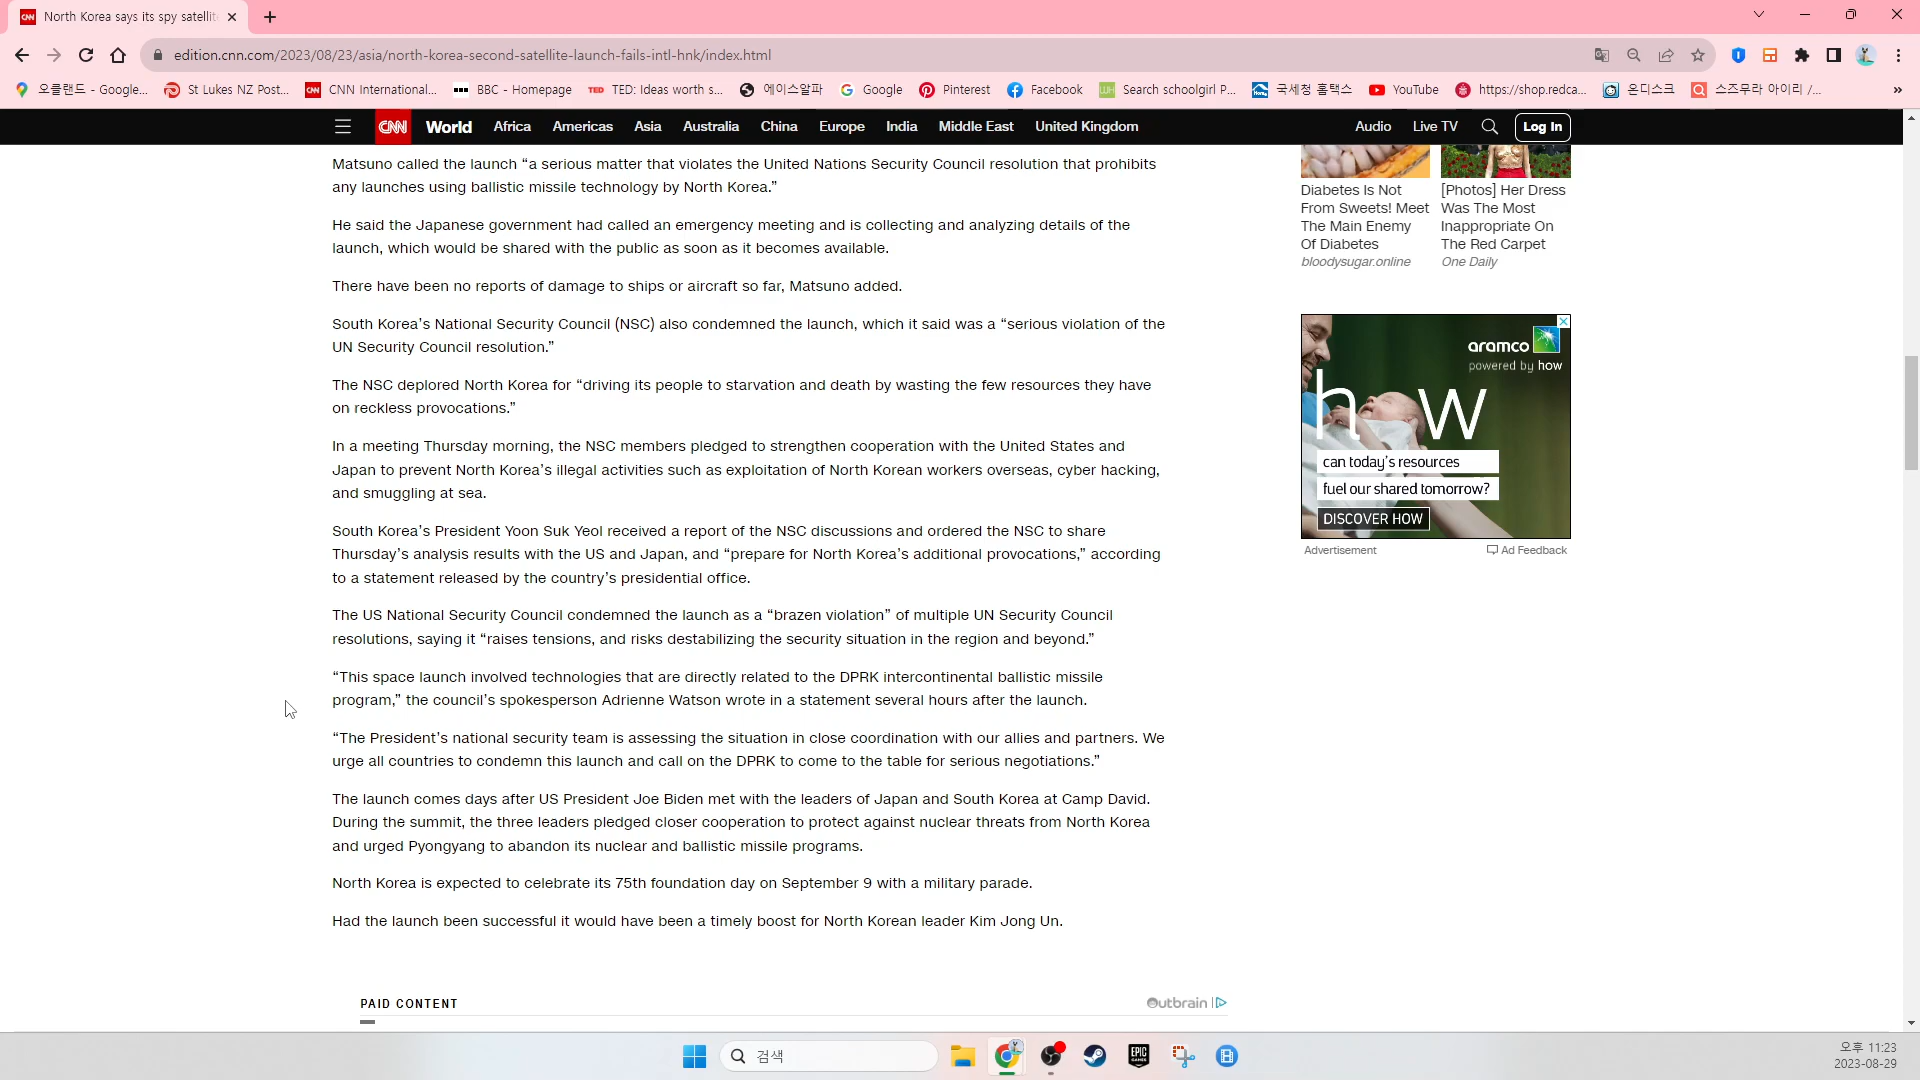 North Korea says its spy satellit
edition.cnn.com/2023/08/23/asia/north-korea-second-satellite-launch-fails-intl-hnk/index.html
오클랜드 - Google...
St Lukes NZ Post...
CNN International...
BBC - Homepage
TED: Ideas worth s...
에이스알파
Google
Pinterest
Facebook
Search schoolgirl P...
국세청 홈택스
YouTube
https://shop.redca...
온디스크
스즈무라 아이리 /...
CNN World Africa Americas Asia Australia China Europe India Middle East United Kingdom Audio Live TV Log In
Matsuno called the launch “a serious matter that violates the United Nations Security Council resolution that prohibits
any launches using ballistic missile technology by North Korea.”
He said the Japanese government had called an emergency meeting and is collecting and analyzing details of the
launch, which would be shared with the public as soon as it becomes available.
There have been no reports of damage to ships or aircraft so far, Matsuno added.
South Korea’s National Security Council (NSC) also condemned the launch, which it said was a “serious violation of the
UN Security Council resolution.”
The NSC deplored North Korea for “driving its people to starvation and death by wasting the few resources they have
on reckless provocations.”
In a meeting Thursday morning, the NSC members pledged to strengthen cooperation with the United States and
Japan to prevent North Korea’s illegal activities such as exploitation of North Korean workers overseas, cyber hacking,
and smuggling at sea.
South Korea’s President Yoon Suk Yeol received a report of the NSC discussions and ordered the NSC to share
Thursday’s analysis results with the US and Japan, and “prepare for North Korea’s additional provocations,” according
to a statement released by the country’s presidential office.
The US National Security Council condemned the launch as a “brazen violation” of multiple UN Security Council
resolutions, saying it “raises tensions, and risks destabilizing the security situation in the region and beyond.”
“This space launch involved technologies that are directly related to the DPRK intercontinental ballistic missile
program,” the council’s spokesperson Adrienne Watson wrote in a statement several hours after the launch.
“The President’s national security team is assessing the situation in close coordination with our allies and partners. We
urge all countries to condemn this launch and call on the DPRK to come to the table for serious negotiations.”
The launch comes days after US President Joe Biden met with the leaders of Japan and South Korea at Camp David.
During the summit, the three leaders pledged closer cooperation to protect against nuclear threats from North Korea
and urged Pyongyang to abandon its nuclear and ballistic missile programs.
North Korea is expected to celebrate its 75th foundation day on September 9 with a military parade.
Had the launch been successful it would have been a timely boost for North Korean leader Kim Jong Un.
PAID CONTENT
Outbrain
Diabetes Is Not
From Sweets! Meet
The Main Enemy
Of Diabetes
bloodysugar.online
[Photos] Her Dress
Was The Most
Inappropriate On
The Red Carpet
One Daily
aramco
powered by how
how
can today’s resources
fuel our shared tomorrow?
DISCOVER HOW
Advertisement
Ad Feedback
검색
EPIC
GAMES
오후 11:23
2023-08-29